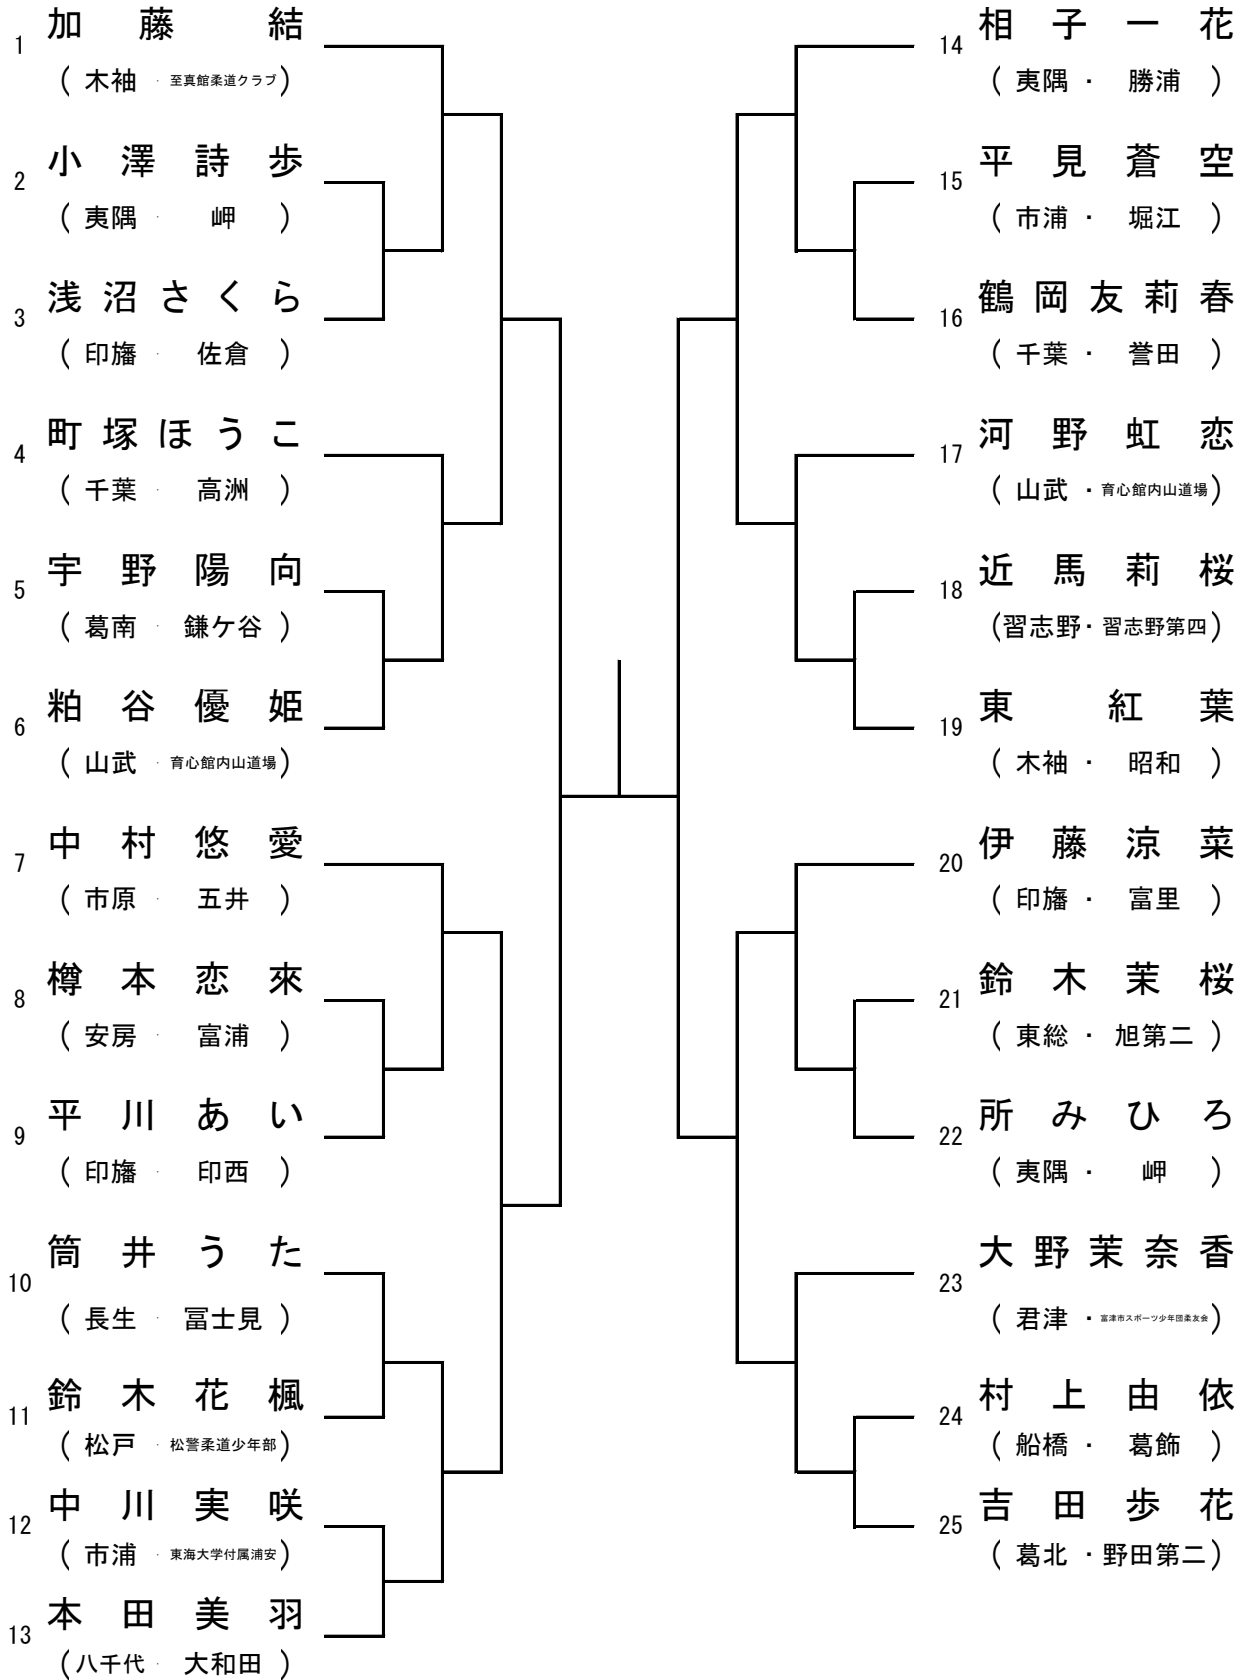 1 加藤結
(木袖・至真館柔道クラブ)
2 小澤詩歩
(夷隅・岬)
3 浅沼さくら
(印旛・佐倉)
4 町塚ほうこ
(千葉・高洲)
5 宇野陽向
(葛南・鎌ケ谷)
6 粕谷優姫
(山武・育心館内山道場)
7 中村悠愛
(市原・五井)
8 樽本恋來
(安房・富浦)
9 平川あい
(印旛・印西)
10 筒井うた
(長生・冨士見)
11 鈴木花楓
(松戸・松警柔道少年部)
12 中川実咲
(市浦・東海大学付属浦安)
13 本田美羽
(八千代・大和田)
14 相子一花
(夷隅・勝浦)
15 平見蒼空
(市浦・堀江)
16 鶴岡友莉春
(千葉・誉田)
17 河野虹恋
(山武・育心館内山道場)
18 近馬莉桜
(習志野・習志野第四)
19 東紅葉
(木袖・昭和)
20 伊藤涼菜
(印旛・富里)
21 鈴木茉桜
(東総・旭第二)
22 所みひろ
(夷隅・岬)
23 大野茉奈香
(君津・富津市スポーツ少年団柔友会)
24 村上由依
(船橋・葛飾)
25 吉田歩花
(葛北・野田第二)